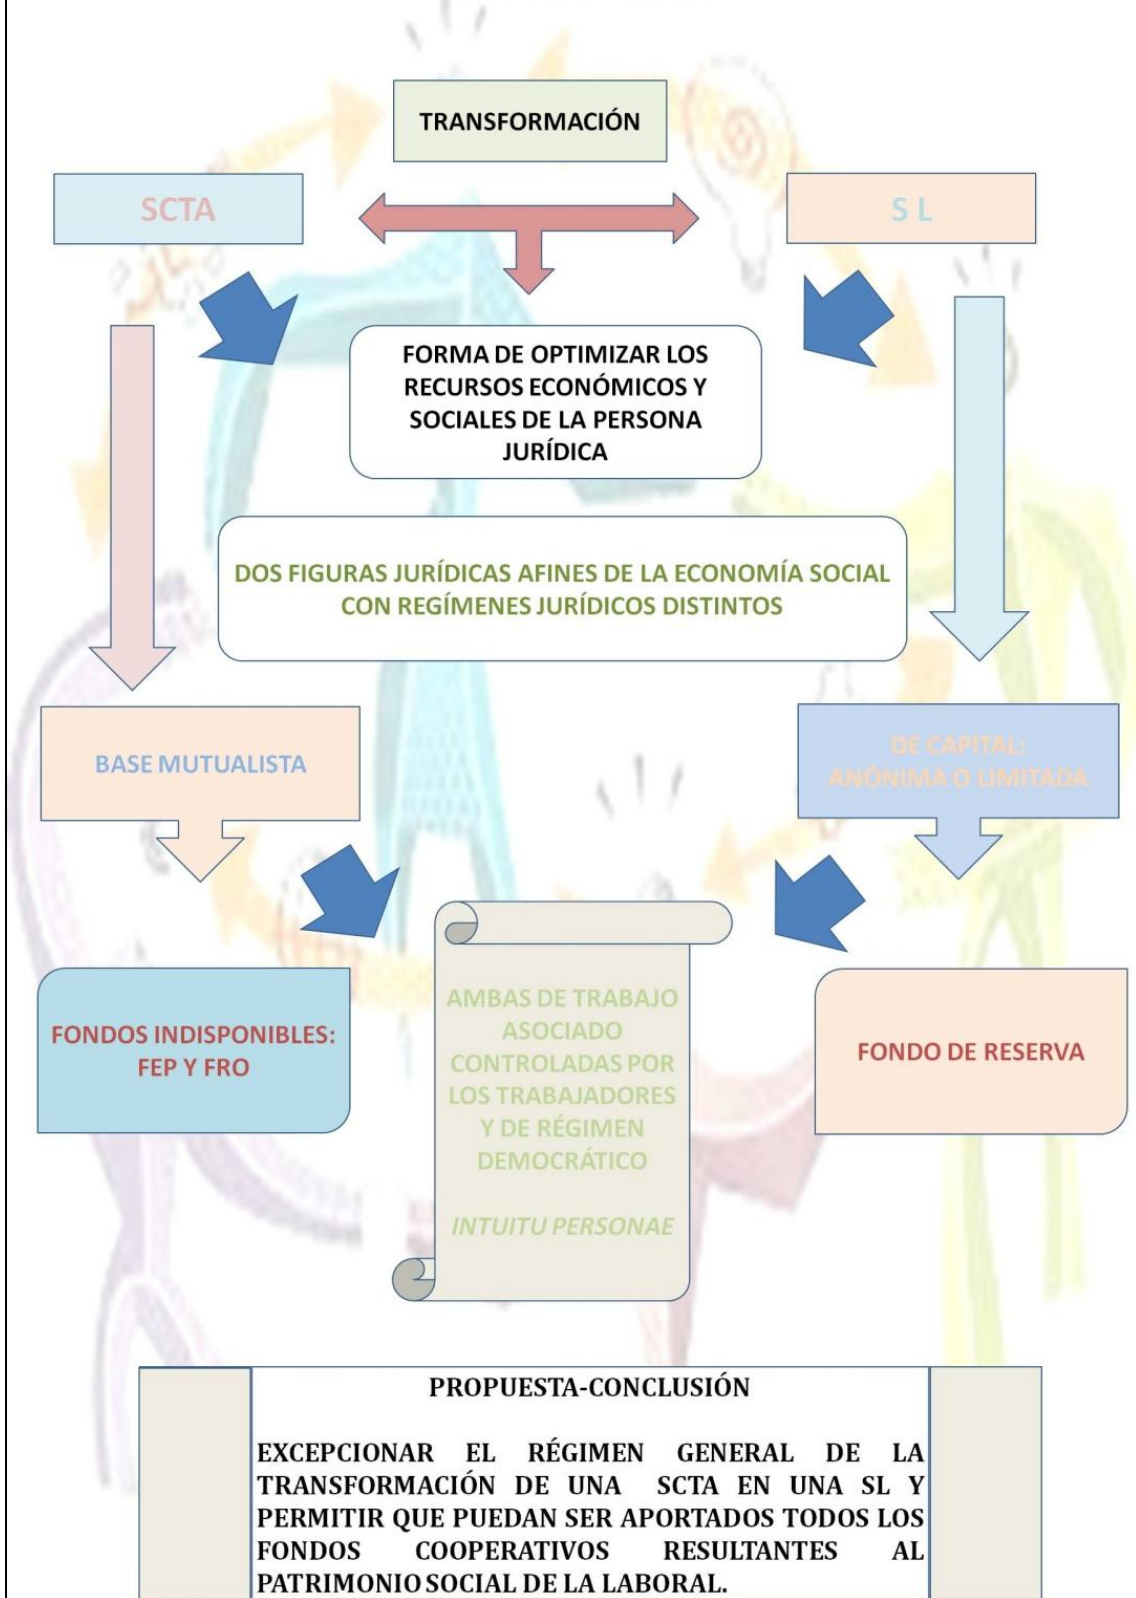 TRANSFORMACIÓN
SCTA
S L
FORMA DE OPTIMIZAR LOS
RECURSOS ECONÓMICOS Y
SOCIALES DE LA PERSONA
JURÍDICA
DOS FIGURAS JURÍDICAS AFINES DE LA ECONOMÍA SOCIAL
CON REGÍMENES JURÍDICOS DISTINTOS
BASE MUTUALISTA
DE CAPITAL:
ANÓNIMA O LIMITADA
FONDOS INDISPONIBLES:
FEP Y FRO
AMBAS DE TRABAJO
ASOCIADO
CONTROLADAS POR
LOS TRABAJADORES
Y DE RÉGIMEN
DEMOCRÁTICO
INTUITU PERSONAE
FONDO DE RESERVA
PROPUESTA-CONCLUSIÓN
EXCEPCIONAR EL RÉGIMEN GENERAL DE LA
TRANSFORMACIÓN DE UNA SCTA EN UNA SL Y
PERMITIR QUE PUEDAN SER APORTADOS TODOS LOS
FONDOS COOPERATIVOS RESULTANTES AL
PATRIMONIO SOCIAL DE LA LABORAL.